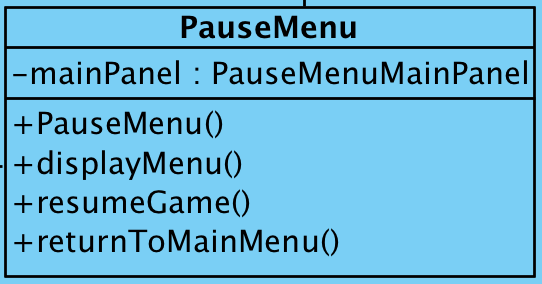 PauseMenu
-mainPanel : PauseMenuMainPanel
+PauseMenu()
+displayMenu()
+resumeGame()
+returnToMainMenu()